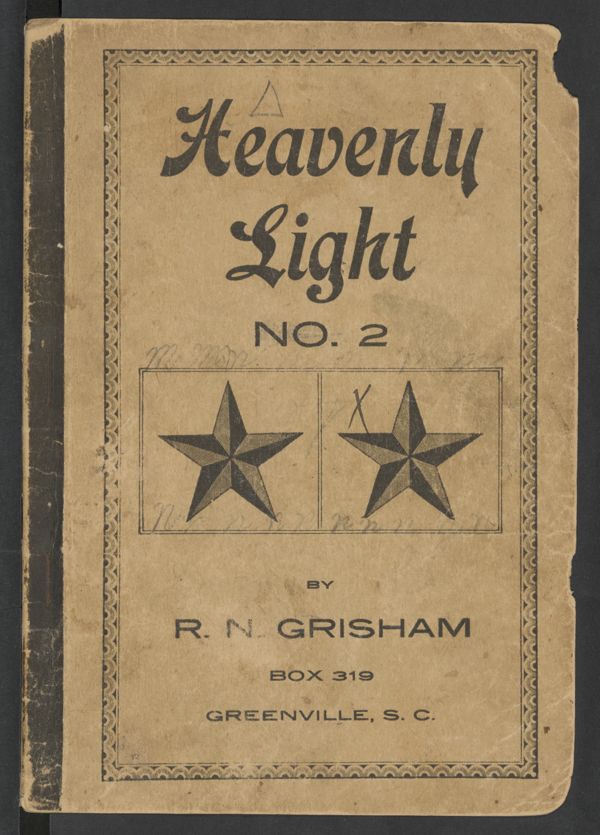 Heavenly
Light
NO. 2
BY
R. N. GRISHAM
BOX 319
GREENVILLE, S. C.